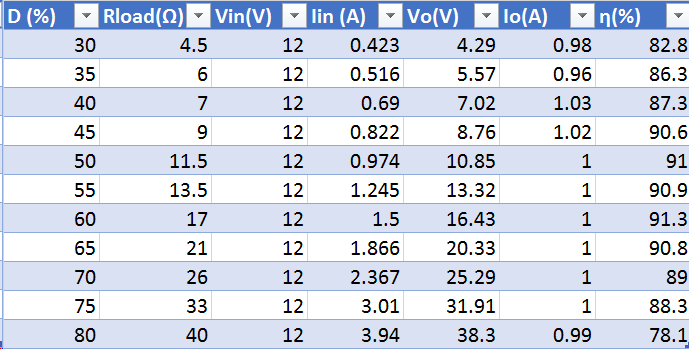 D (%) Rload(Ω) Vin(V) Iin (A) Vo(V) Io(A) η(%)
30 4.5 12 0.423 4.29 0.98 82.8
35 6 12 0.516 5.57 0.96 86.3
40 7 12 0.69 7.02 1.03 87.3
45 9 12 0.822 8.76 1.02 90.6
50 11.5 12 0.974 10.85 1 91
55 13.5 12 1.245 13.32 1 90.9
60 17 12 1.5 16.43 1 91.3
65 21 12 1.866 20.33 1 90.8
70 26 12 2.367 25.29 1 89
75 33 12 3.01 31.91 1 88.3
80 40 12 3.94 38.3 0.99 78.1